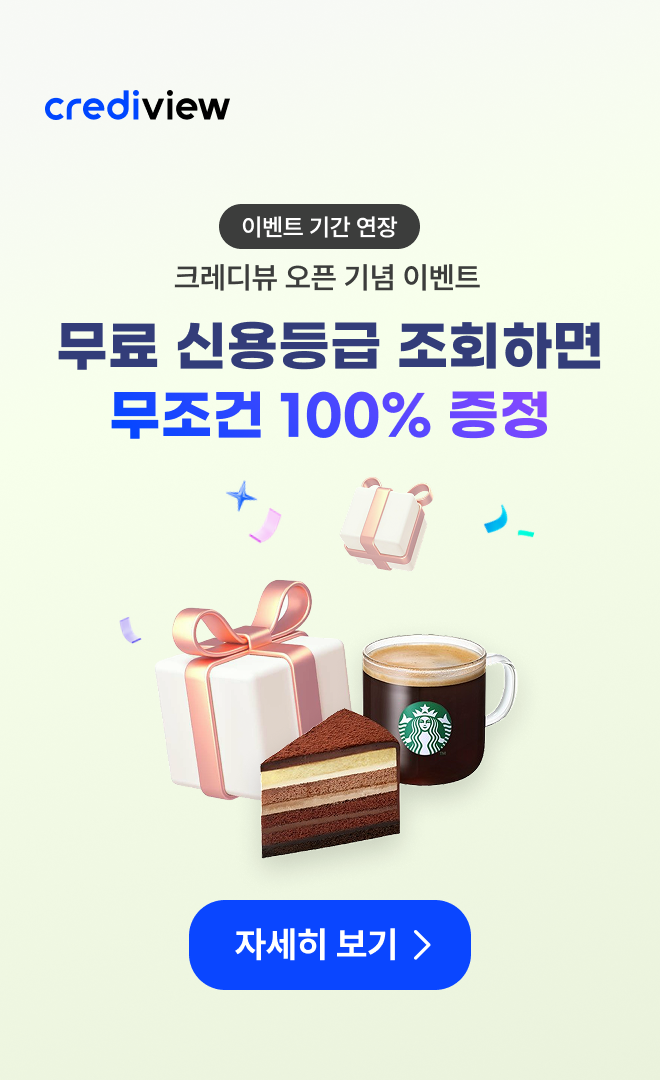 crediview
이벤트 기간 연장
크레디뷰 오픈 기념 이벤트
무료 신용등급 조회하면
무조건 100% 증정
자세히 보기